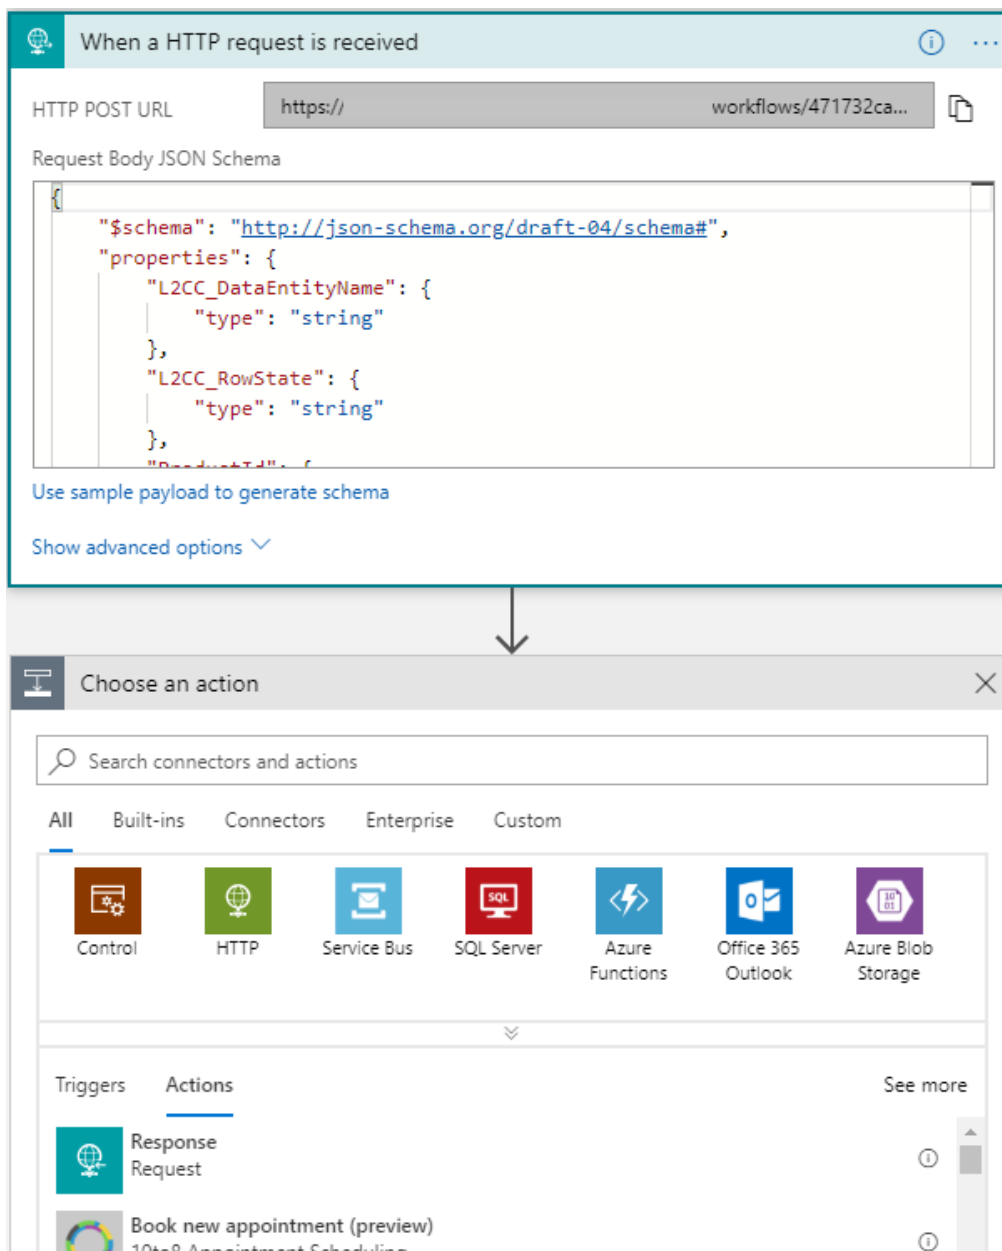 When a HTTP request is received
HTTP POST URL
https:// workflows/471732ca...
Request Body JSON Schema
{
"$schema": "http://json-schema.org/draft-04/schema#",
"properties": {
"L2CC_DataEntityName": {
"type": "string"
},
"L2CC_RowState": {
"type": "string"
},
"ProductId": {
Use sample payload to generate schema
Show advanced options
Choose an action
Search connectors and actions
All Built-ins Connectors Enterprise Custom
Control HTTP Service Bus SQL Server Azure Functions Office 365 Outlook Azure Blob Storage
Triggers Actions See more
Response
Request
Book new appointment (preview)
10to8 Appointment Scheduling